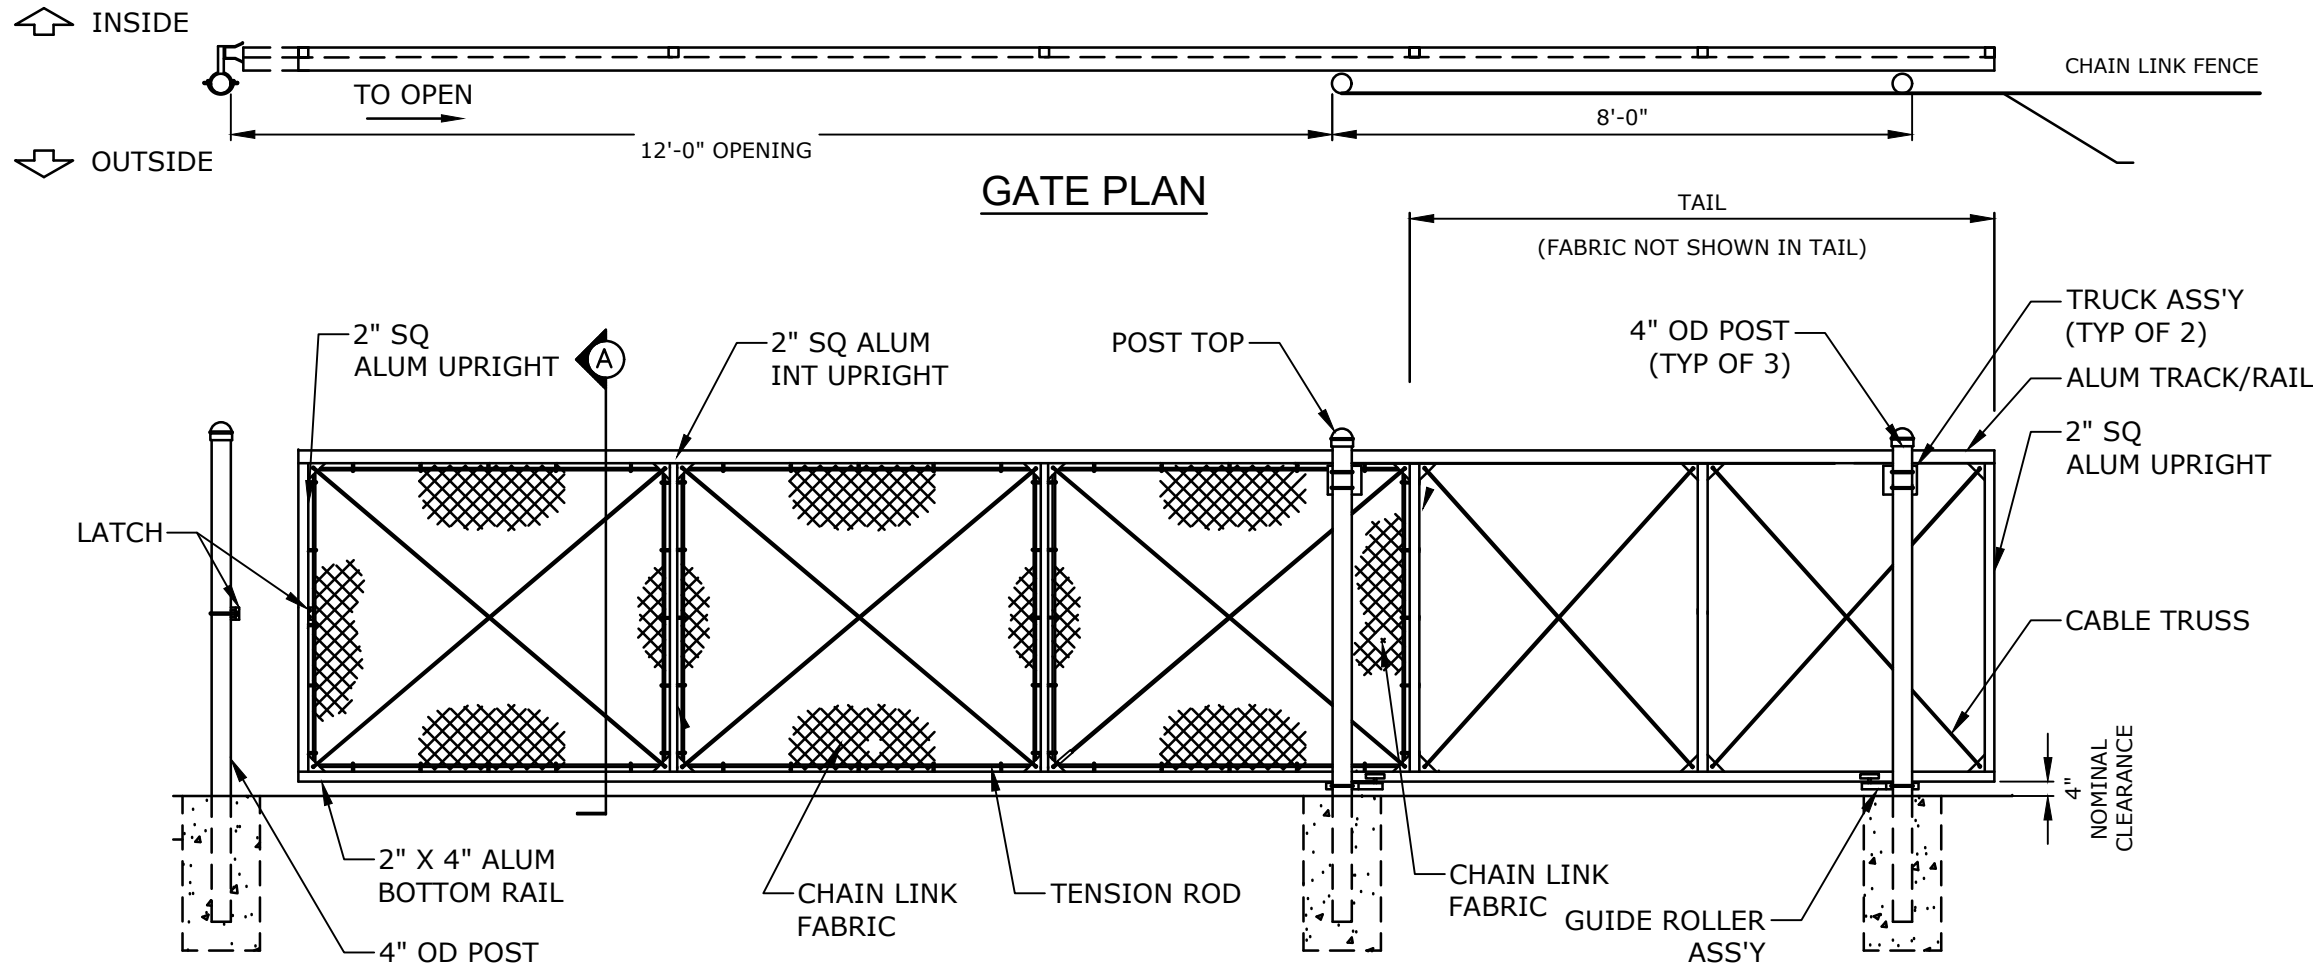 INSIDE
CHAIN LINK FENCE
TO OPEN
8'-0"
12'-0" OPENING
OUTSIDE
GATE PLAN
TAIL
(FABRIC NOT SHOWN IN TAIL)
2" SQ
ALUM UPRIGHT
A
2" SQ ALUM
INT UPRIGHT
POST TOP
4" OD POST
(TYP OF 3)
TRUCK ASS'Y
(TYP OF 2)
ALUM TRACK/RAIL
2" SQ
ALUM UPRIGHT
LATCH
CABLE TRUSS
4"
NOMINAL
CLEARANCE
2" X 4" ALUM
BOTTOM RAIL
4" OD POST
CHAIN LINK
FABRIC
TENSION ROD
CHAIN LINK
FABRIC
GUIDE ROLLER
ASS'Y